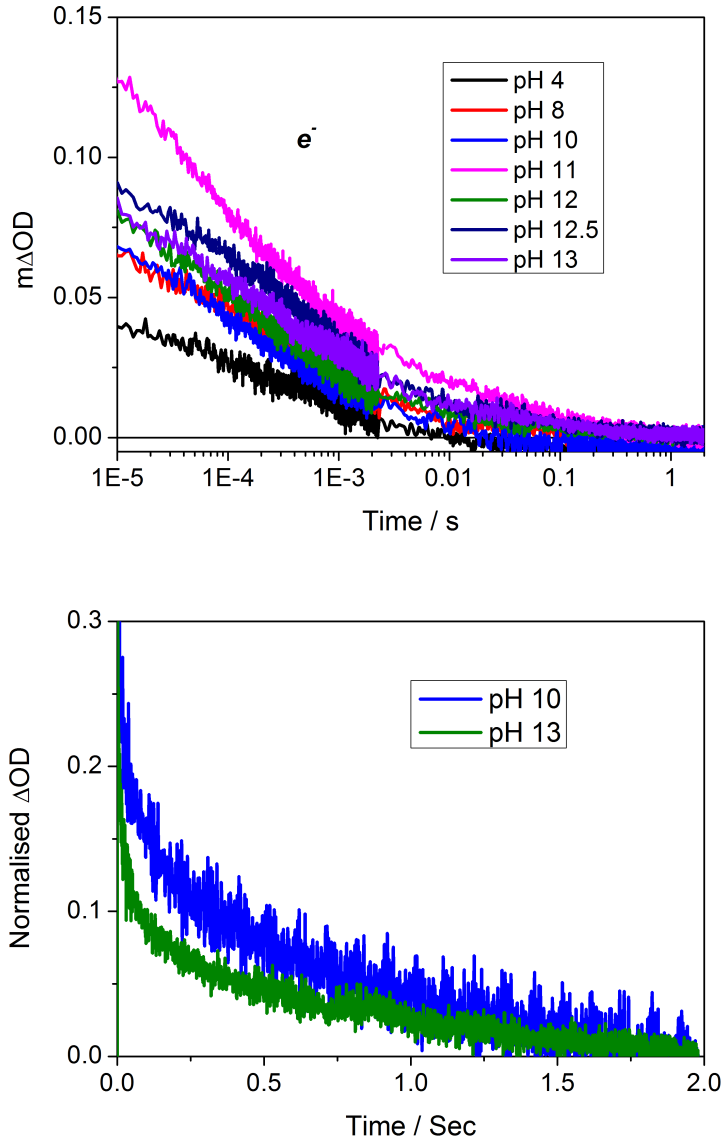 0.15
pH 4
pH 8
pH 10
pH 11
pH 12
pH 12.5
pH 13
e-
0.10
0.05
0.00
mΔOD
1E-5 1E-4 1E-3 0.01 0.1 1
Time / s
0.3
pH 10
pH 13
0.2
0.1
0.0
Normalised ΔOD
0.0 0.5 1.0 1.5 2.0
Time / Sec